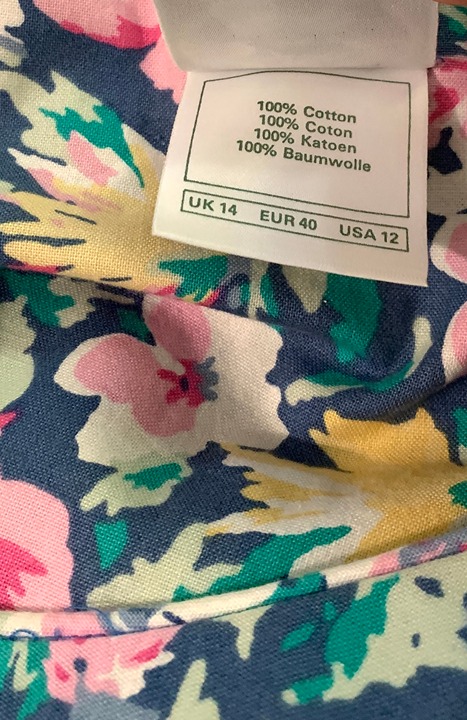 100% Cotton
100% Coton
100% Katoen
100% Baumwolle
UK 14 EUR 40 USA 12